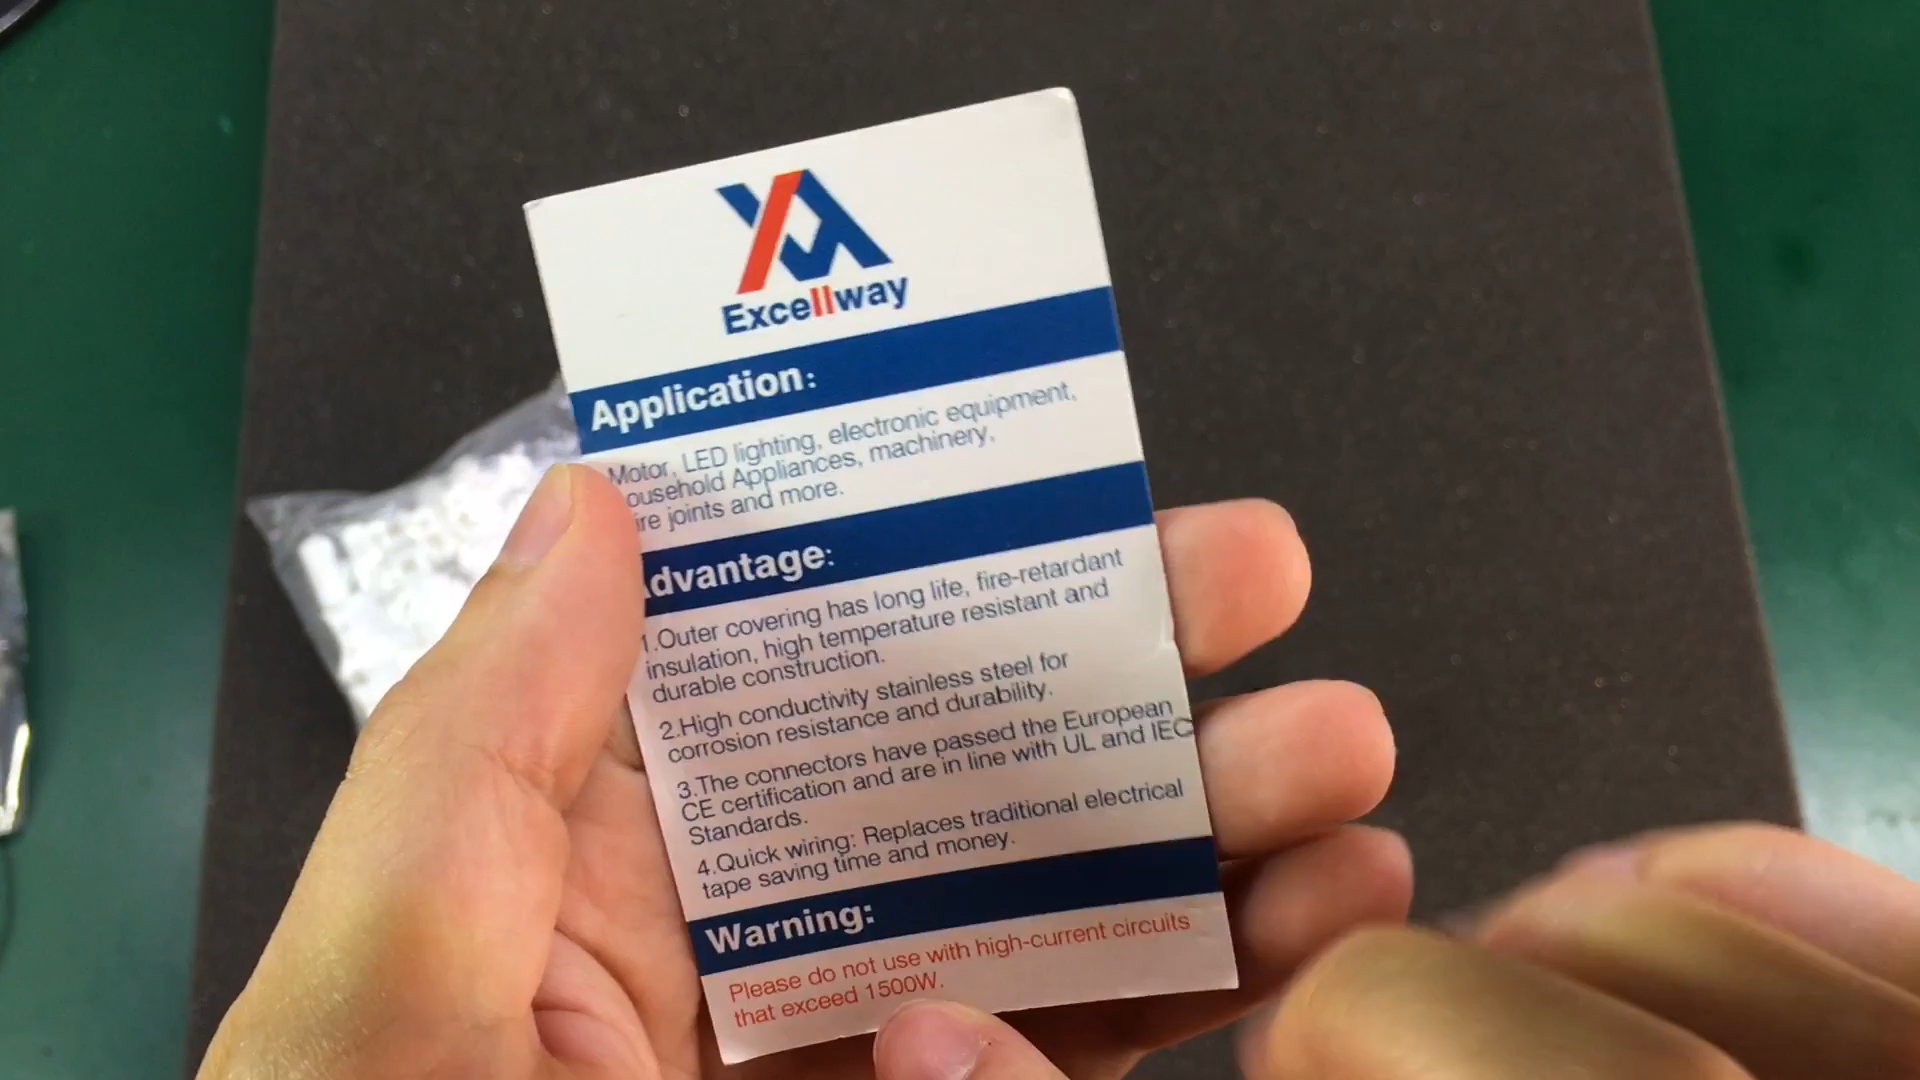 Excellway
Application:
Motor, LED lighting, electronic equipment,
ousehold Appliances, machinery,
ire joints and more.
dvantage:
1.Outer covering has long life, fire-retardant
insulation, high temperature resistant and
durable construction.
2.High conductivity stainless steel for
corrosion resistance and durability.
3.The connectors have passed the European
CE certification and are in line with UL and IEC
Standards.
4.Quick wiring: Replaces traditional electrical
tape saving time and money.
Warning:
Please do not use with high-current circuits
that exceed 1500W.